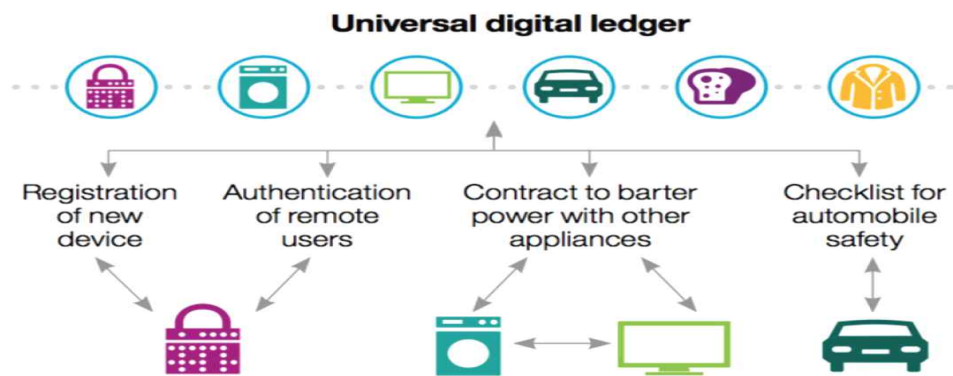 Universal digital ledger
Registration
of new
device
Authentication
of remote
users
Contract to barter
power with other
appliances
Checklist for
automobile
safety